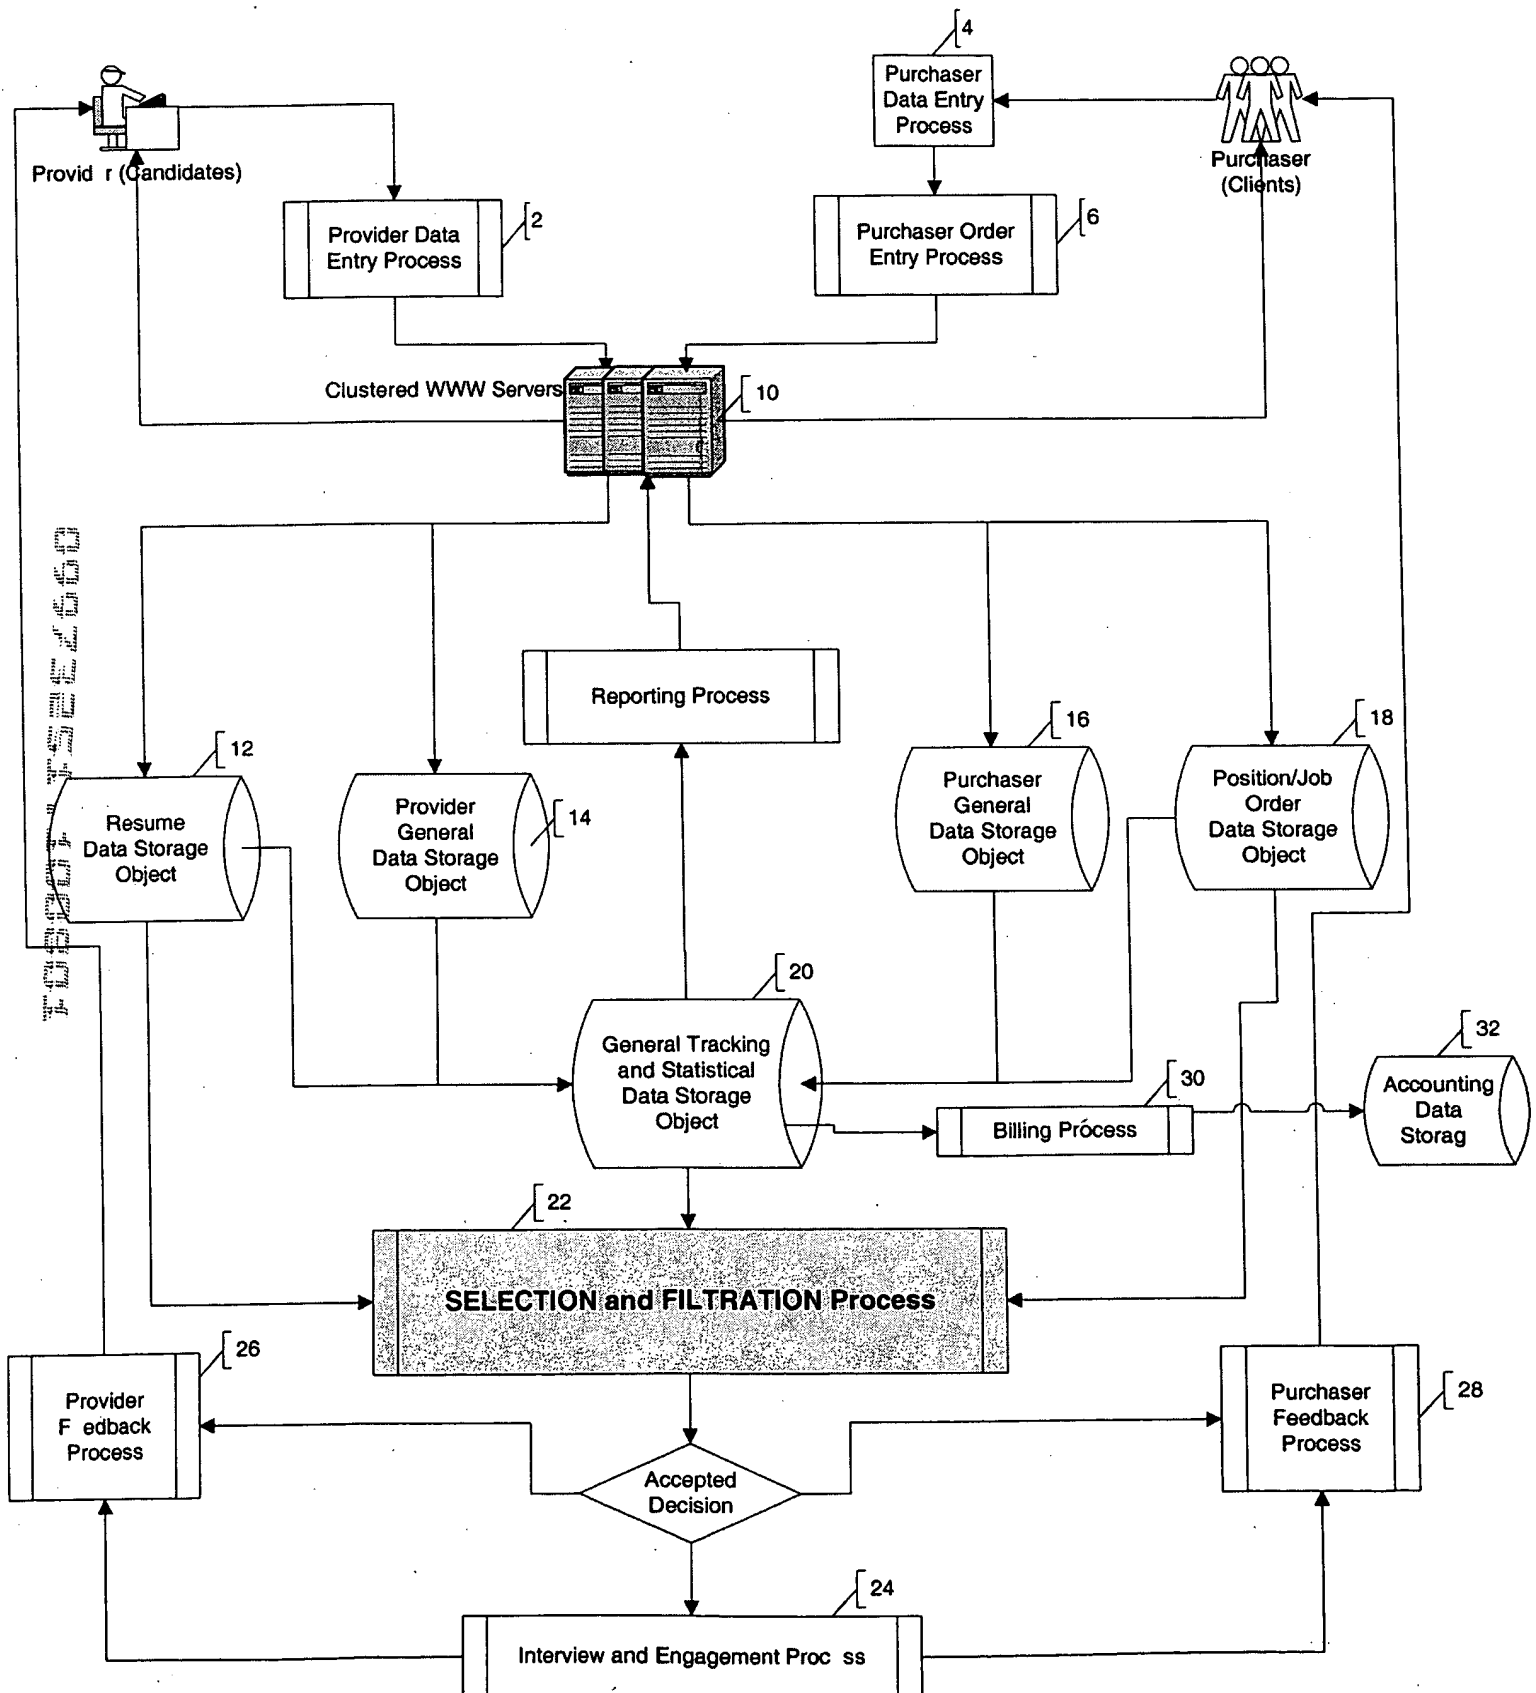 4
Purchaser
Data Entry
Process
Provid r (Candidates)
Purchaser
(Clients)
2
Provider Data
Entry Process
6
Purchaser Order
Entry Process
Clustered WWW Servers
10
Reporting Process
12
Resume
Data Storage
Object
14
Provider
General
Data Storage
Object
16
Purchaser
General
Data Storage
Object
18
Position/Job
Order
Data Storage
Object
20
General Tracking
and Statistical
Data Storage
Object
30
Billing Process
32
Accounting
Data
Storag
22
SELECTION and FILTRATION Process
26
Provider
F edback
Process
28
Purchaser
Feedback
Process
Accepted
Decision
24
Interview and Engagement Proc ss